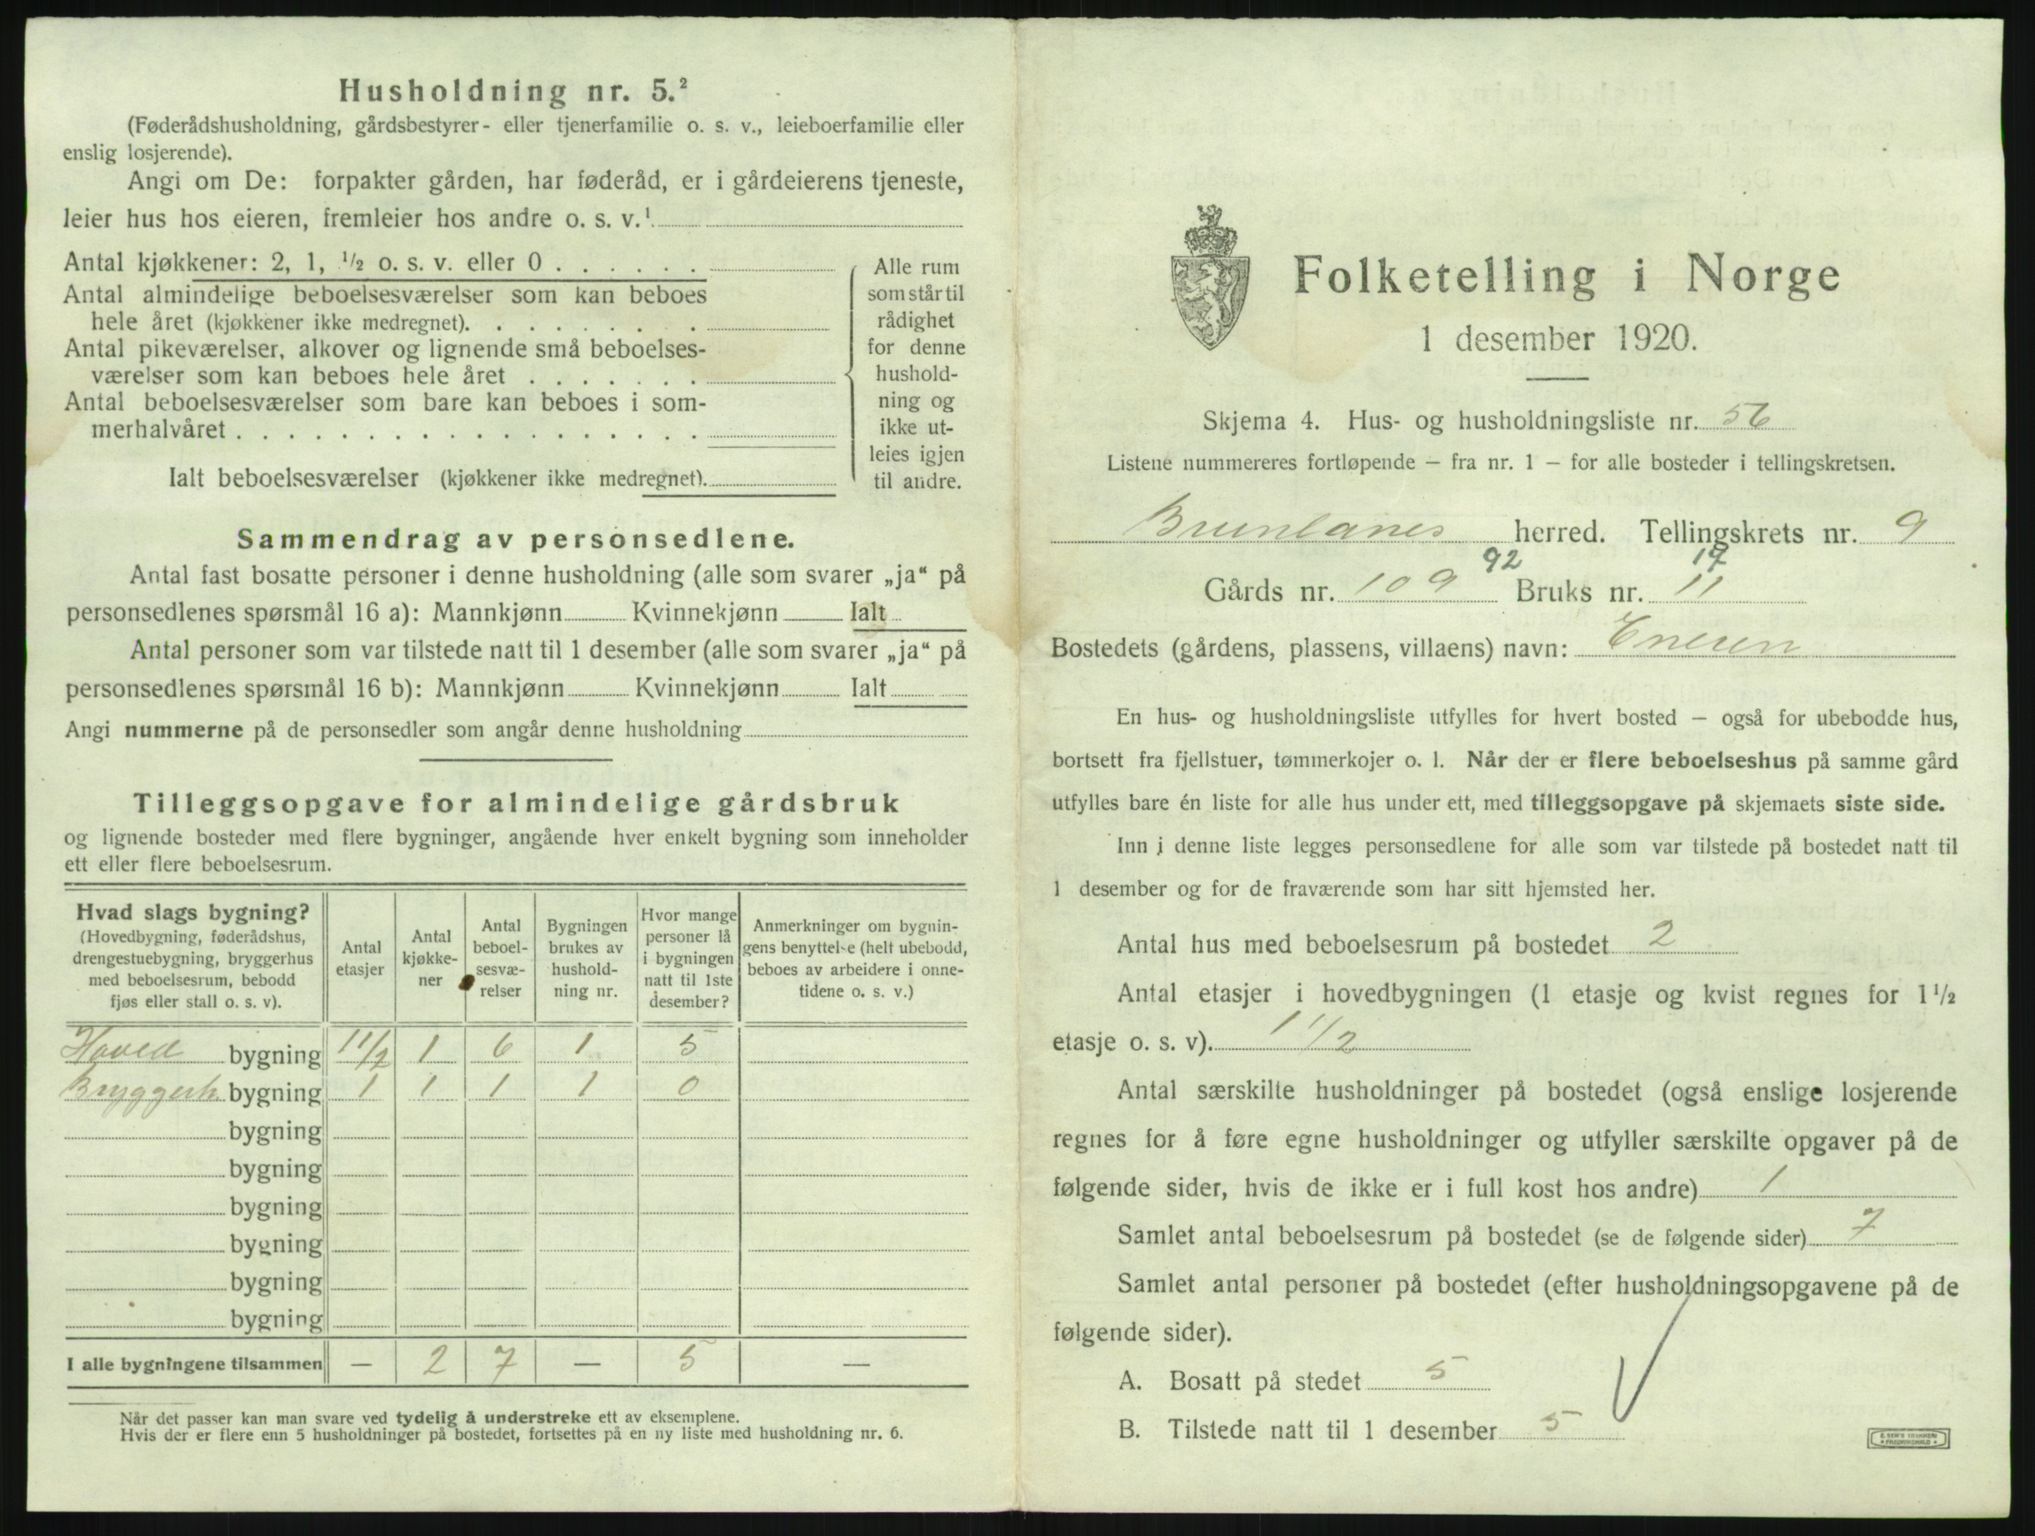 Husholdning nr. 5.²
(Føderådshusholdning, gårdsbestyrer- eller tjenerfamilie o. s. v., leieboerfamilie eller
enslig losjerende).
Angi om De: forpakter gården, har føderåd, er i gårdeierens tjeneste,
leier hus hos eieren, fremleier hos andre o. s. v.¹
Antal kjøkkener: 2, 1, ½ o. s. v. eller 0 . . . . . .
Antal almindelige beboelsesværelser som kan beboes
hele året (kjøkkener ikke medregnet). . . . . . . . .
Antal pikeværelser, alkover og lignende små beboelses-
værelser som kan beboes hele året . . . . . . .
Antal beboelsesværelser som bare kan beboes i som-
merhalvåret . . . . . . . . . . . . . . . . . .
Ialt beboelsesværelser (kjøkkener ikke medregnet).
Alle rum
som står til
rådighet
for denne
hushold-
ning og
ikke ut-
leies igjen
til andre.
Sammendrag av personsedlene.
Antal fast bosatte personer i denne husholdning (alle som svarer „ja“ på
personsedlenes spørsmål 16 a): Mannkjønn Kvinnekjønn Ialt
Antal personer som var tilstede natt til 1 desember (alle som svarer „ja“ på
personsedlenes spørsmål 16 b): Mannkjønn Kvinnekjønn Ialt
Angi nummerne på de personsedler som angår denne husholdning
Tilleggsopgave for almindelige gårdsbruk
og lignende bosteder med flere bygninger, angående hver enkelt bygning som inneholder
ett eller flere beboelsesrum.
Hvad slags bygning?
(Hovedbygning, føderådshus,
drengestuebygning, bryggerhus
med beboelsesrum, bebodd
fjøs eller stall o. s. v).
Antal
etasjer
Antal
kjøkke-
ner
Antal
beboel-
sesvæ-
relser
Bygningen
brukes av
hushold-
ning nr.
Hvor mange
personer lå
i bygningen
natt til 1ste
desember?
Anmerkninger om bygnin-
gens benyttelse (helt ubebodd,
beboes av arbeidere i onne-
tidene o. s. v.)
Hoved bygning 1 1/2 1 6 1 5
Bryggerh bygning 1 1 1 1 0
bygning
bygning
bygning
bygning
bygning
bygning
I alle bygningene tilsammen — 2 7 — 5 —
Når det passer kan man svare ved tydelig å understreke ett av eksemplene.
Hvis der er flere enn 5 husholdninger på bostedet, fortsettes på en ny liste med husholdning nr. 6.
Folketelling i Norge
1 desember 1920.
Skjema 4. Hus- og husholdningsliste nr. 56
Listene nummereres fortløpende — fra nr. 1 — for alle bosteder i tellingskretsen.
Brunlanes herred. Tellingskrets nr. 9
92 17
Gårds nr. 109 Bruks nr. 11
Bostedets (gårdens, plassens, villaens) navn: Eneren
En hus- og husholdningsliste utfylles for hvert bosted — også for ubebodde hus,
bortsett fra fjellstuer, tømmerkojer o. l. Når der er flere beboelseshus på samme gård
utfylles bare én liste for alle hus under ett, med tilleggsopgave på skjemaets siste side.
Inn i denne liste legges personsedlene for alle som var tilstede på bostedet natt til
1 desember og for de fraværende som har sitt hjemsted her.
Antal hus med beboelsesrum på bostedet 2
Antal etasjer i hovedbygningen (1 etasje og kvist regnes for 1½
etasje o. s. v). 1 1/2
Antal særskilte husholdninger på bostedet (også enslige losjerende
regnes for å føre egne husholdninger og utfyller særskilte opgaver på de
følgende sider, hvis de ikke er i full kost hos andre) 1
Samlet antal beboelsesrum på bostedet (se de følgende sider) 7
Samlet antal personer på bostedet (efter husholdningsopgavene på de
følgende sider).
A. Bosatt på stedet 5
B. Tilstede natt til 1 desember 5